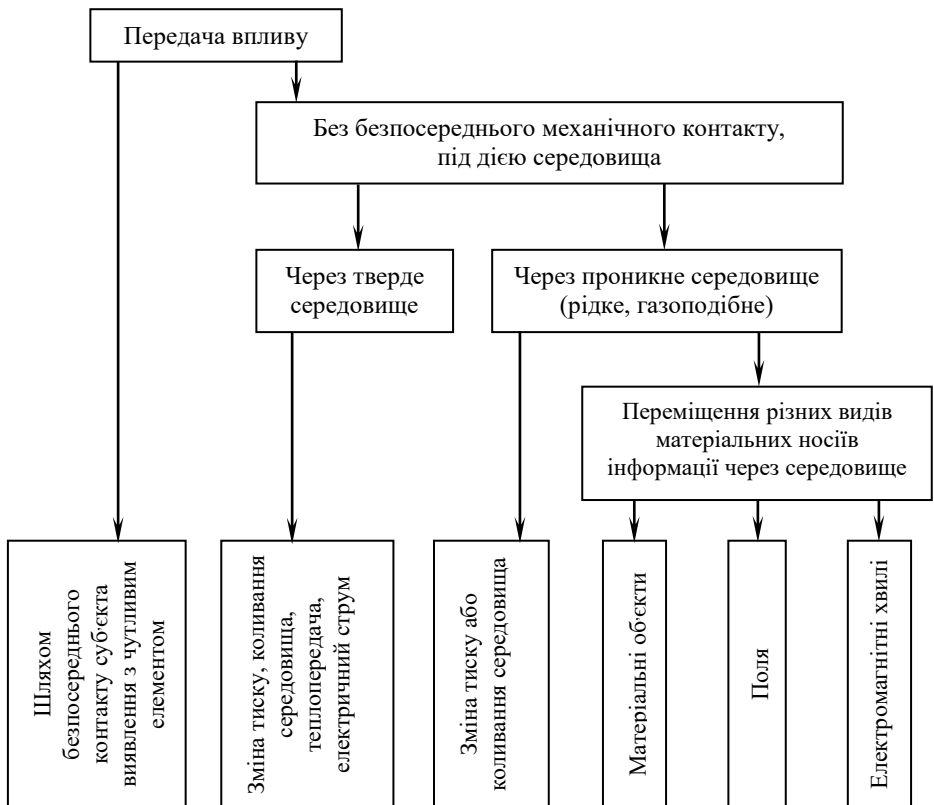 Передача впливу
Без безпосереднього механічного контакту,
під дією середовища
Через тверде
середовище
Через проникне середовище
(рідке, газоподібне)
Переміщення різних видів
матеріальних носіїв
інформації через середовище
Шляхом
безпосереднього
контакту суб'єкта
виявлення з чутливим
елементом
Зміна тиску, коливання
середовища,
теплопередача,
електричний струм
Зміна тиску або
коливання середовища
Матеріальні об'єкти
Поля
Електромагнітні хвилі